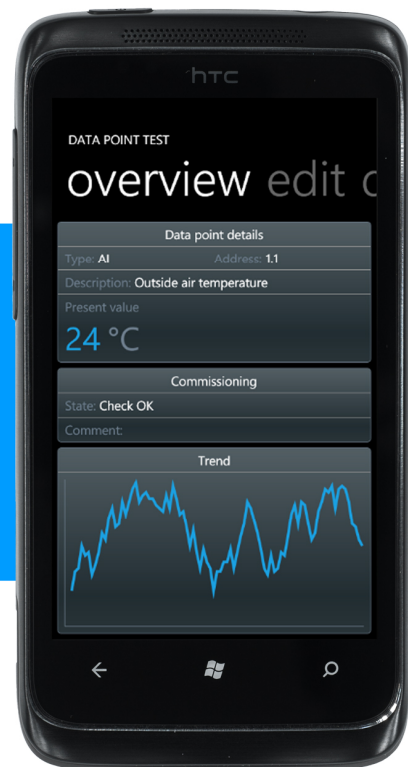 hTC
DATA POINT TEST
overview edit
Data point details
Type: AI Address: 1.1
Description: Outside air temperature
Present value
24 °C
Commissioning
State: Check OK
Comment:
Trend